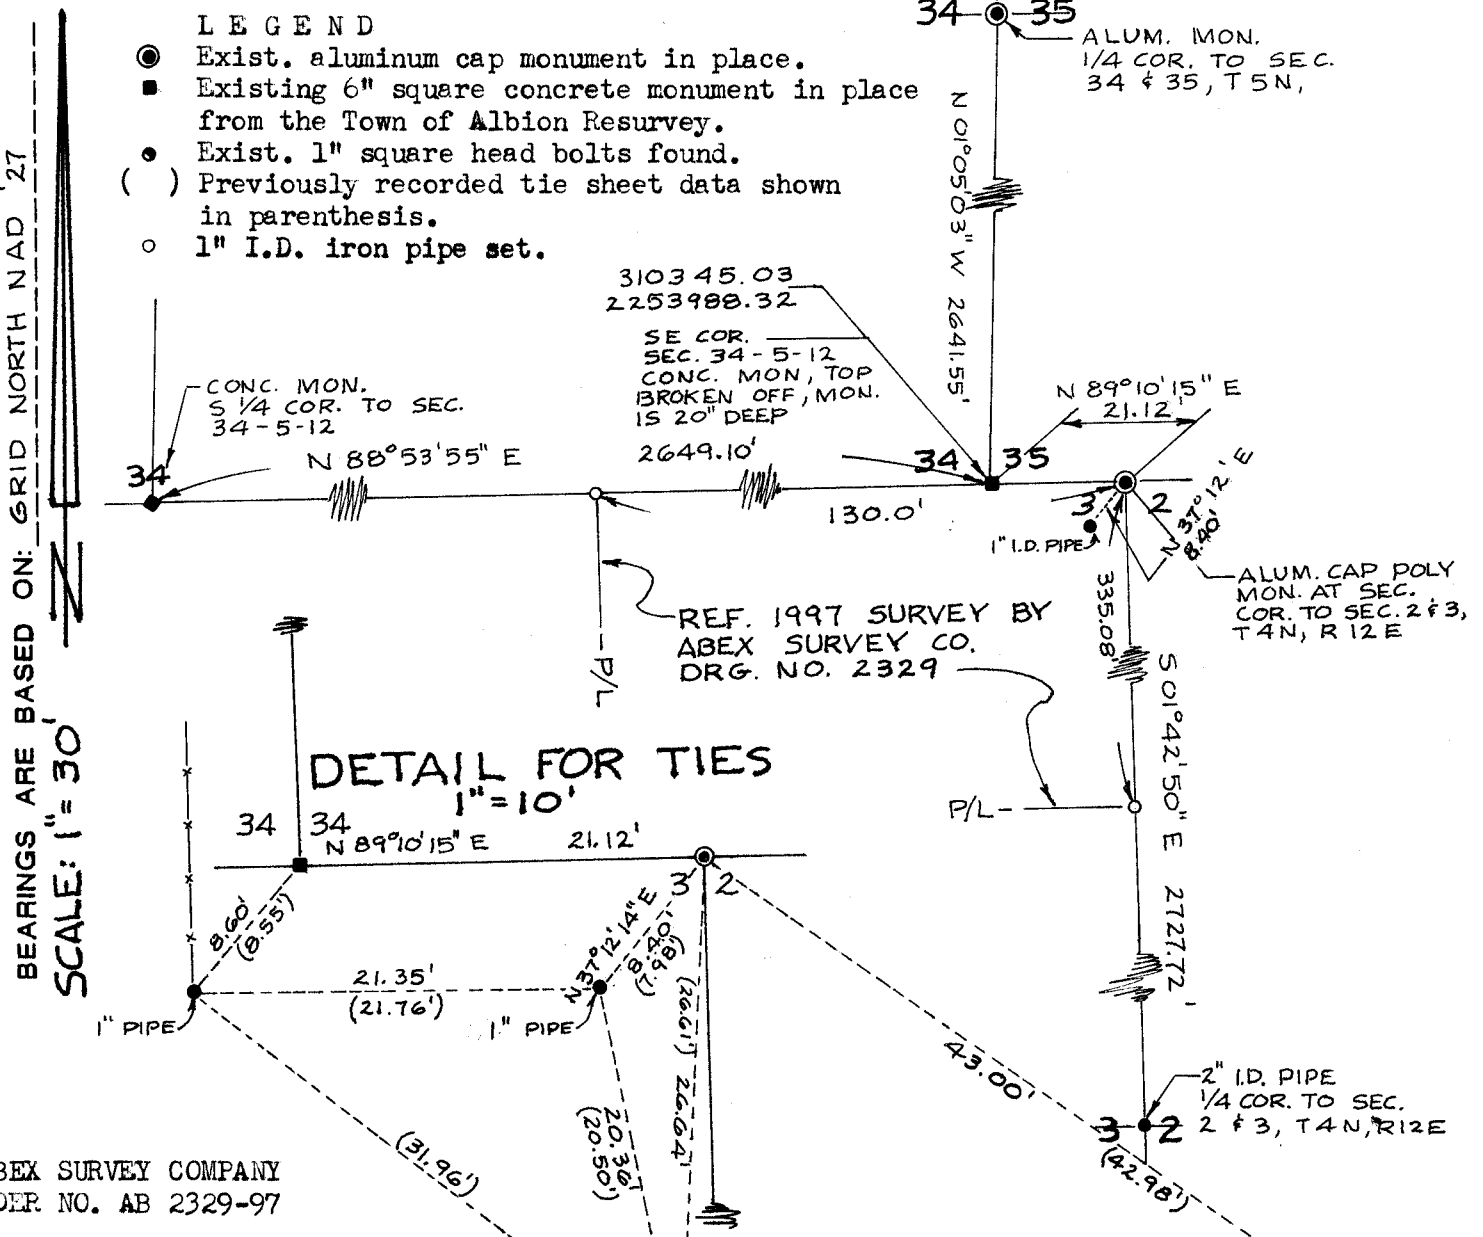 LEGEND
Exist. aluminum cap monument in place.
Existing 6" square concrete monument in place
from the Town of Albion Resurvey.
Exist. 1" square head bolts found.
( ) Previously recorded tie sheet data shown
in parenthesis.
1" I.D. iron pipe set.
BEARINGS ARE BASED ON: GRID NORTH NAD '27
SCALE: 1" = 30'
N
34 35
ALUM. MON.
1/4 COR. TO SEC.
34 & 35, T5N,
N 01°05'03" W 2641.55'
310345.03
2253988.32
SE COR.
SEC. 34-5-12
CONC. MON, TOP
BROKEN OFF, MON.
IS 20" DEEP
CONC. MON.
S 1/4 COR. TO SEC.
34-5-12
34
N 88°53'55" E
2649.10'
34 35
N 89°10'15" E
21.12'
130.0'
3 2
1" I.D. PIPE
N 37°12' E
8.40'
ALUM. CAP POLY
MON. AT SEC.
COR. TO SEC. 2 & 3,
T4N, R12E
335.08'
P/L
REF. 1997 SURVEY BY
ABEX SURVEY CO.
DRG. NO. 2329
S 01°42'50" E 2727.72'
P/L
DETAIL FOR TIES
1"=10'
34 34
N 89°10'15" E 21.12'
3 2
8.60'
(8.55')
N 37°12'14" E
8.40'
(7.98')
21.35'
(21.76')
1" PIPE
1" PIPE
(26.61') 26.64'
20.36'
(20.50')
(31.96')
43.00'
(42.98')
2" I.D. PIPE
1/4 COR. TO SEC.
2 & 3, T4N, R12E
3 2
BEX SURVEY COMPANY
DER NO. AB 2329-97